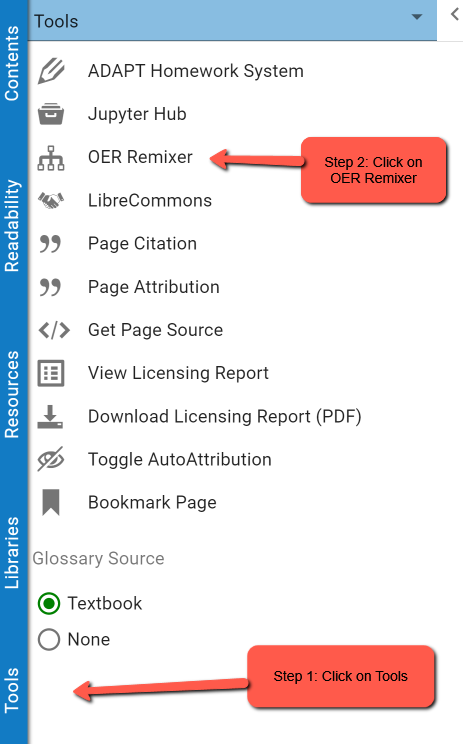 Tools
Contents
Readability
Resources
Libraries
Tools
ADAPT Homework System
Jupyter Hub
OER Remixer
Step 2: Click on
OER Remixer
LibreCommons
Page Citation
Page Attribution
</> Get Page Source
View Licensing Report
Download Licensing Report (PDF)
Toggle AutoAttribution
Bookmark Page
Glossary Source
Textbook
None
Step 1: Click on Tools